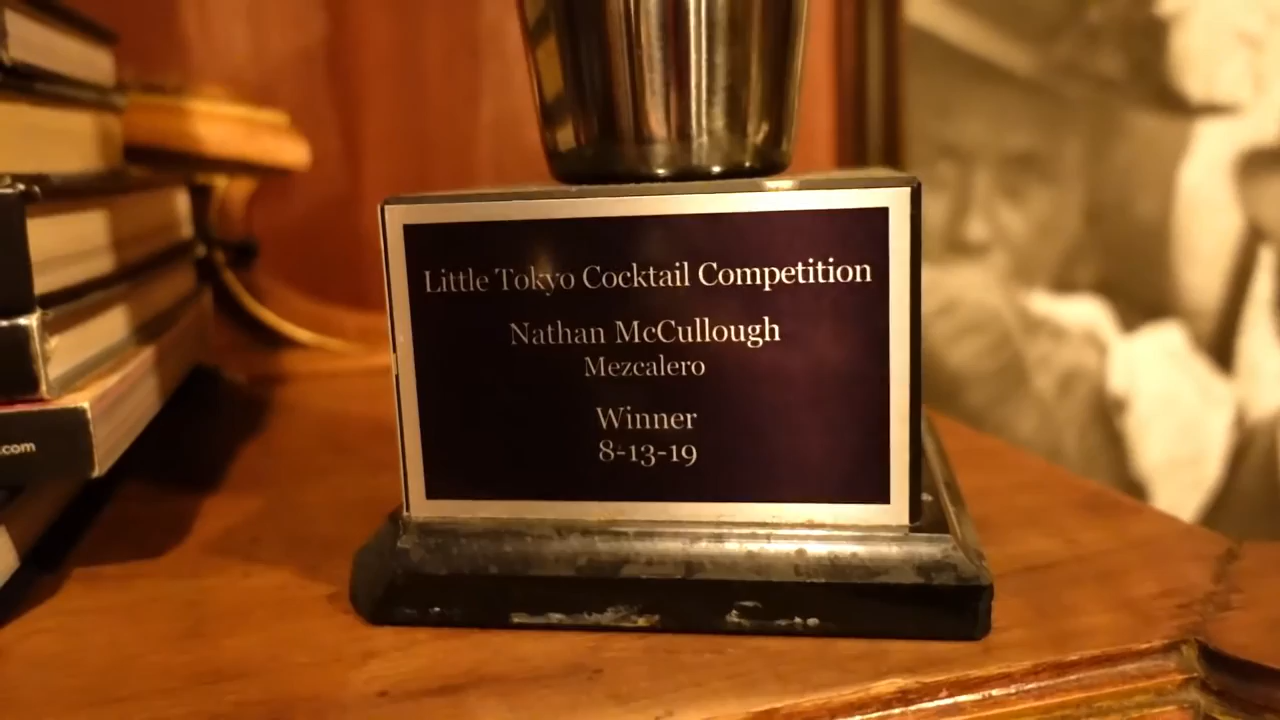 Little Tokyo Cocktail Competition
Nathan McCullough
Mezcalero
Winner
8-13-19
.com